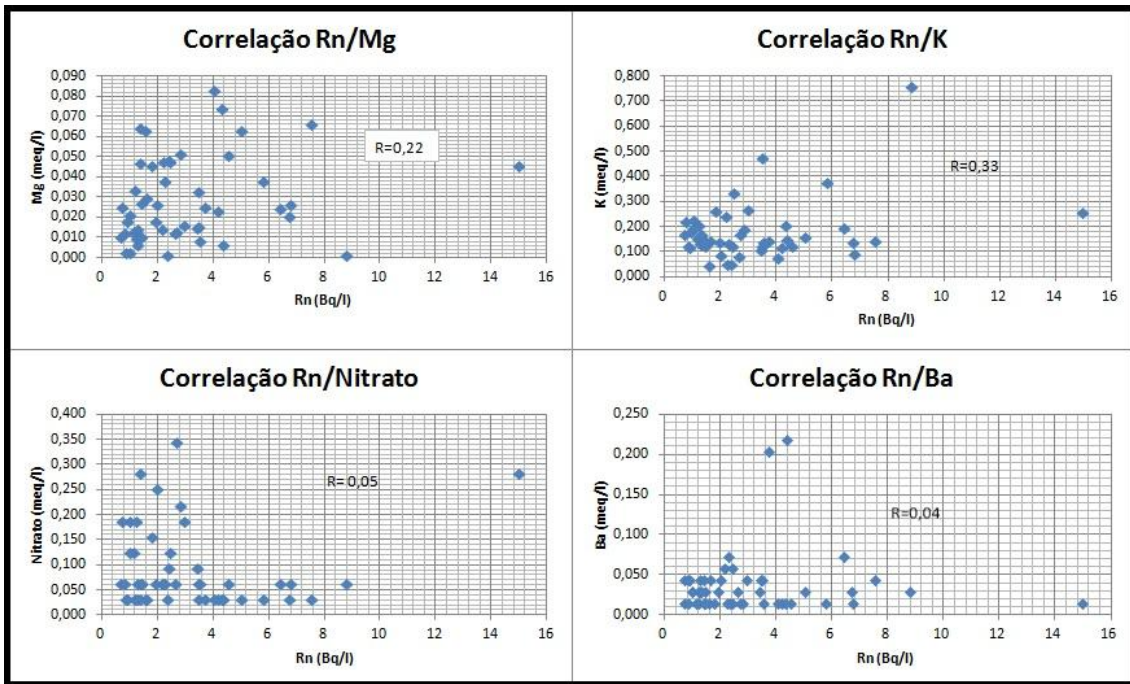 Correlação Rn/Mg
Mg (meq/l)
0,090
0,080
0,070
0,060
0,050
0,040
0,030
0,020
0,010
0,000
R=0,22
0 2 4 6 8 10 12 14 16
Rn (Bq/l)
Correlação Rn/K
K (meq/l)
0,800
0,700
0,600
0,500
0,400
0,300
0,200
0,100
0,000
R=0,33
0 2 4 6 8 10 12 14 16
Rn (Bq/l)
Correlação Rn/Nitrato
Nitrato (meq/l)
0,400
0,350
0,300
0,250
0,200
0,150
0,100
0,050
0,000
R= 0,05
0 2 4 6 8 10 12 14 16
Rn (Bq/l)
Correlação Rn/Ba
Ba (meq/l)
0,250
0,200
0,150
0,100
0,050
0,000
R=0,04
0 2 4 6 8 10 12 14 16
Rn (Bq/l)